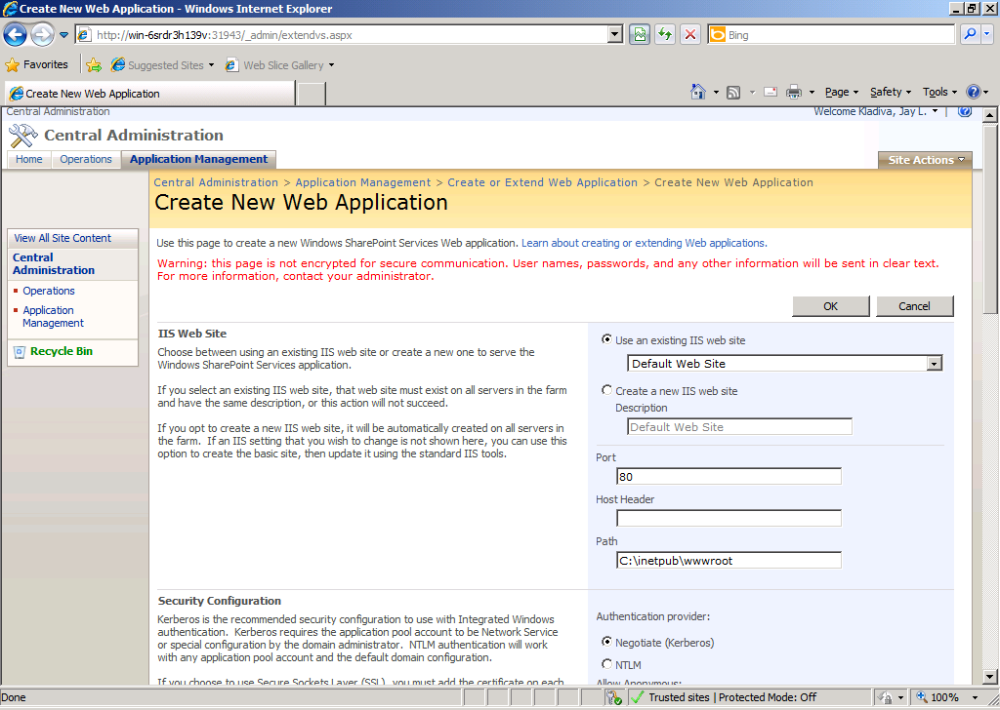 Create New Web Application - Windows Internet Explorer
http://win-6srdr3h139v:31943/_admin/extendvs.aspx
Bing
Favorites
Suggested Sites
Web Slice Gallery
Create New Web Application
Page
Safety
Tools
Central Administration
Welcome Kladiva, Jay L.
Central Administration
Home
Operations
Application Management
Site Actions
Central Administration > Application Management > Create or Extend Web Application > Create New Web Application
Create New Web Application
View All Site Content
Central
Administration
Operations
Application
Management
Recycle Bin
Use this page to create a new Windows SharePoint Services Web application. Learn about creating or extending Web applications.
Warning: this page is not encrypted for secure communication. User names, passwords, and any other information will be sent in clear text.
For more information, contact your administrator.
OK
Cancel
IIS Web Site
Choose between using an existing IIS web site or create a new one to serve the
Windows SharePoint Services application.
If you select an existing IIS web site, that web site must exist on all servers in the farm
and have the same description, or this action will not succeed.
If you opt to create a new IIS web site, it will be automatically created on all servers in
the farm. If an IIS setting that you wish to change is not shown here, you can use this
option to create the basic site, then update it using the standard IIS tools.
Use an existing IIS web site
Default Web Site
Create a new IIS web site
Description
Default Web Site
Port
80
Host Header
Path
C:\inetpub\wwwroot
Security Configuration
Kerberos is the recommended security configuration to use with Integrated Windows
authentication. Kerberos requires the application pool account to be Network Service
or special configuration by the domain administrator. NTLM authentication will work
with any application pool account and the default domain configuration.
If you choose to use Secure Sockets Layer (SSL), you must add the certificate on each
Authentication provider:
Negotiate (Kerberos)
NTLM
Allow Anonymous:
Done
Trusted sites | Protected Mode: Off
100%